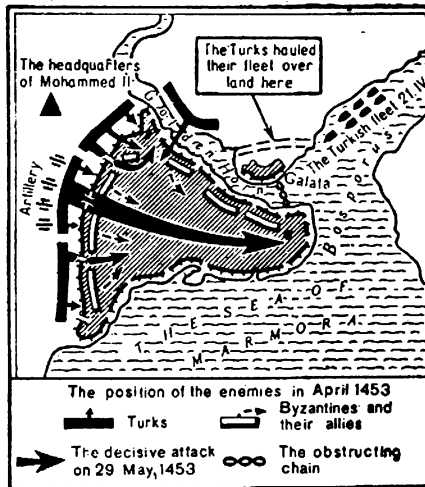 The headquarters
of Mohammed II
The Turks hauled
their fleet over
land here
The Turkish fleet 21.IV
Golden Horn
Galata
Bosporus
Artillery
THE SEA OF
MARMORA
The position of the enemies in April 1453
Turks
Byzantines and
their allies
The decisive attack
on 29 May, 1453
The obstructing
chain